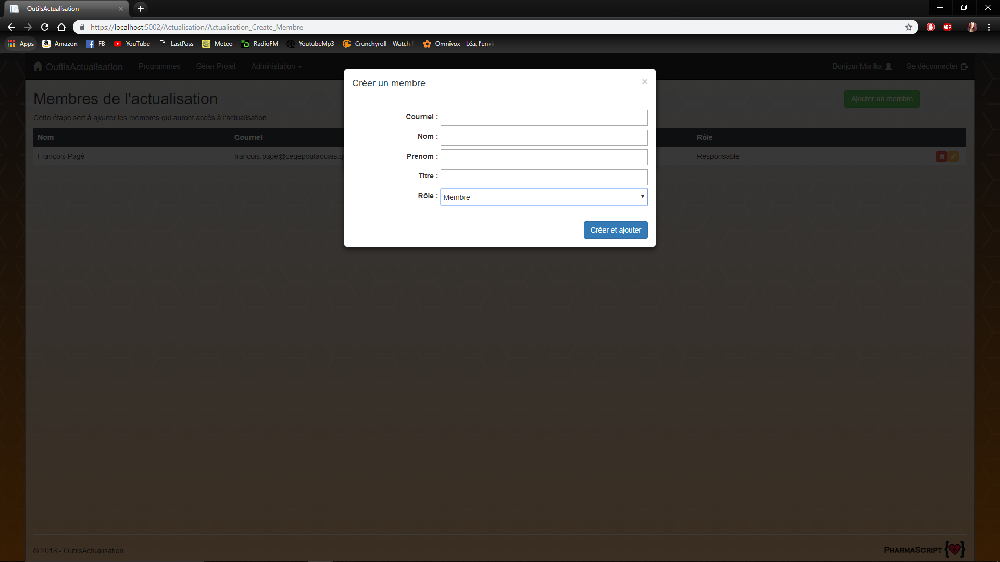 - OutilsActualisation
https://localhost:5002/Actualisation/Actualisation_Create_Membre
ABP
Apps Amazon FB YouTube LastPass Meteo RadioFM YoutubeMp3 Crunchyroll - Watch Omnivox - Léa, l'envi
OutilsActualisation Programmes Gérer Projet Administation Bonjour Marika Se déconnecter
Créer un membre ×
Membres de l'actualisation
Ajouter un membre
Cette étape sert à ajouter les membres qui auront accès à l'actualisation.
Nom Courriel Rôle
François Pagé francois.page@cegepoutaouais.q Responsable
Courriel :
Nom :
Prenom :
Titre :
Rôle : Membre
Créer et ajouter
© 2018 - OutilsActualisation
PharmaScript